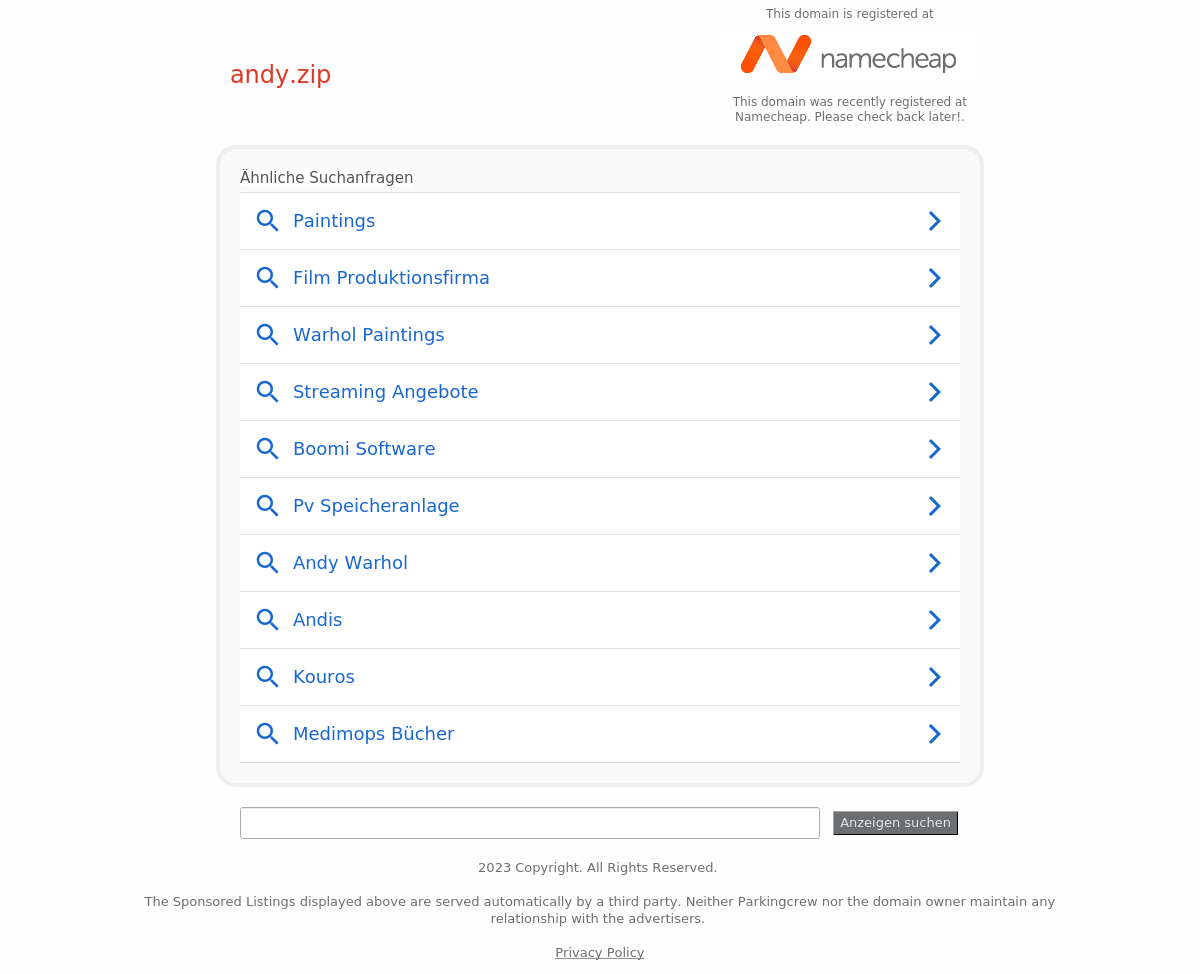 This domain is registered at
namecheap
andy.zip
This domain was recently registered at
Namecheap. Please check back later!.
Ähnliche Suchanfragen
Paintings
Film Produktionsfirma
Warhol Paintings
Streaming Angebote
Boomi Software
Pv Speicheranlage
Andy Warhol
Andis
Kouros
Medimops Bücher
Anzeigen suchen
2023 Copyright. All Rights Reserved.
The Sponsored Listings displayed above are served automatically by a third party. Neither Parkingcrew nor the domain owner maintain any
relationship with the advertisers.
Privacy Policy